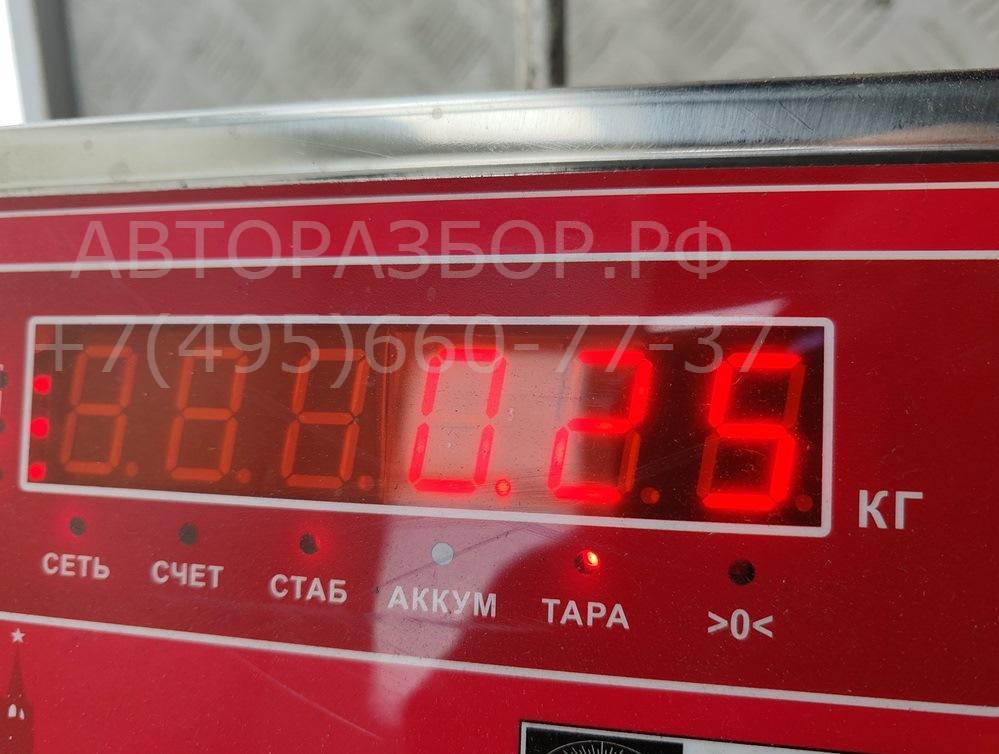 АВТОРАЗБОР.РФ
+7(495)660-77-37
0.25
КГ
СЕТЬ СЧЕТ СТАБ АККУМ ТАРА >0<